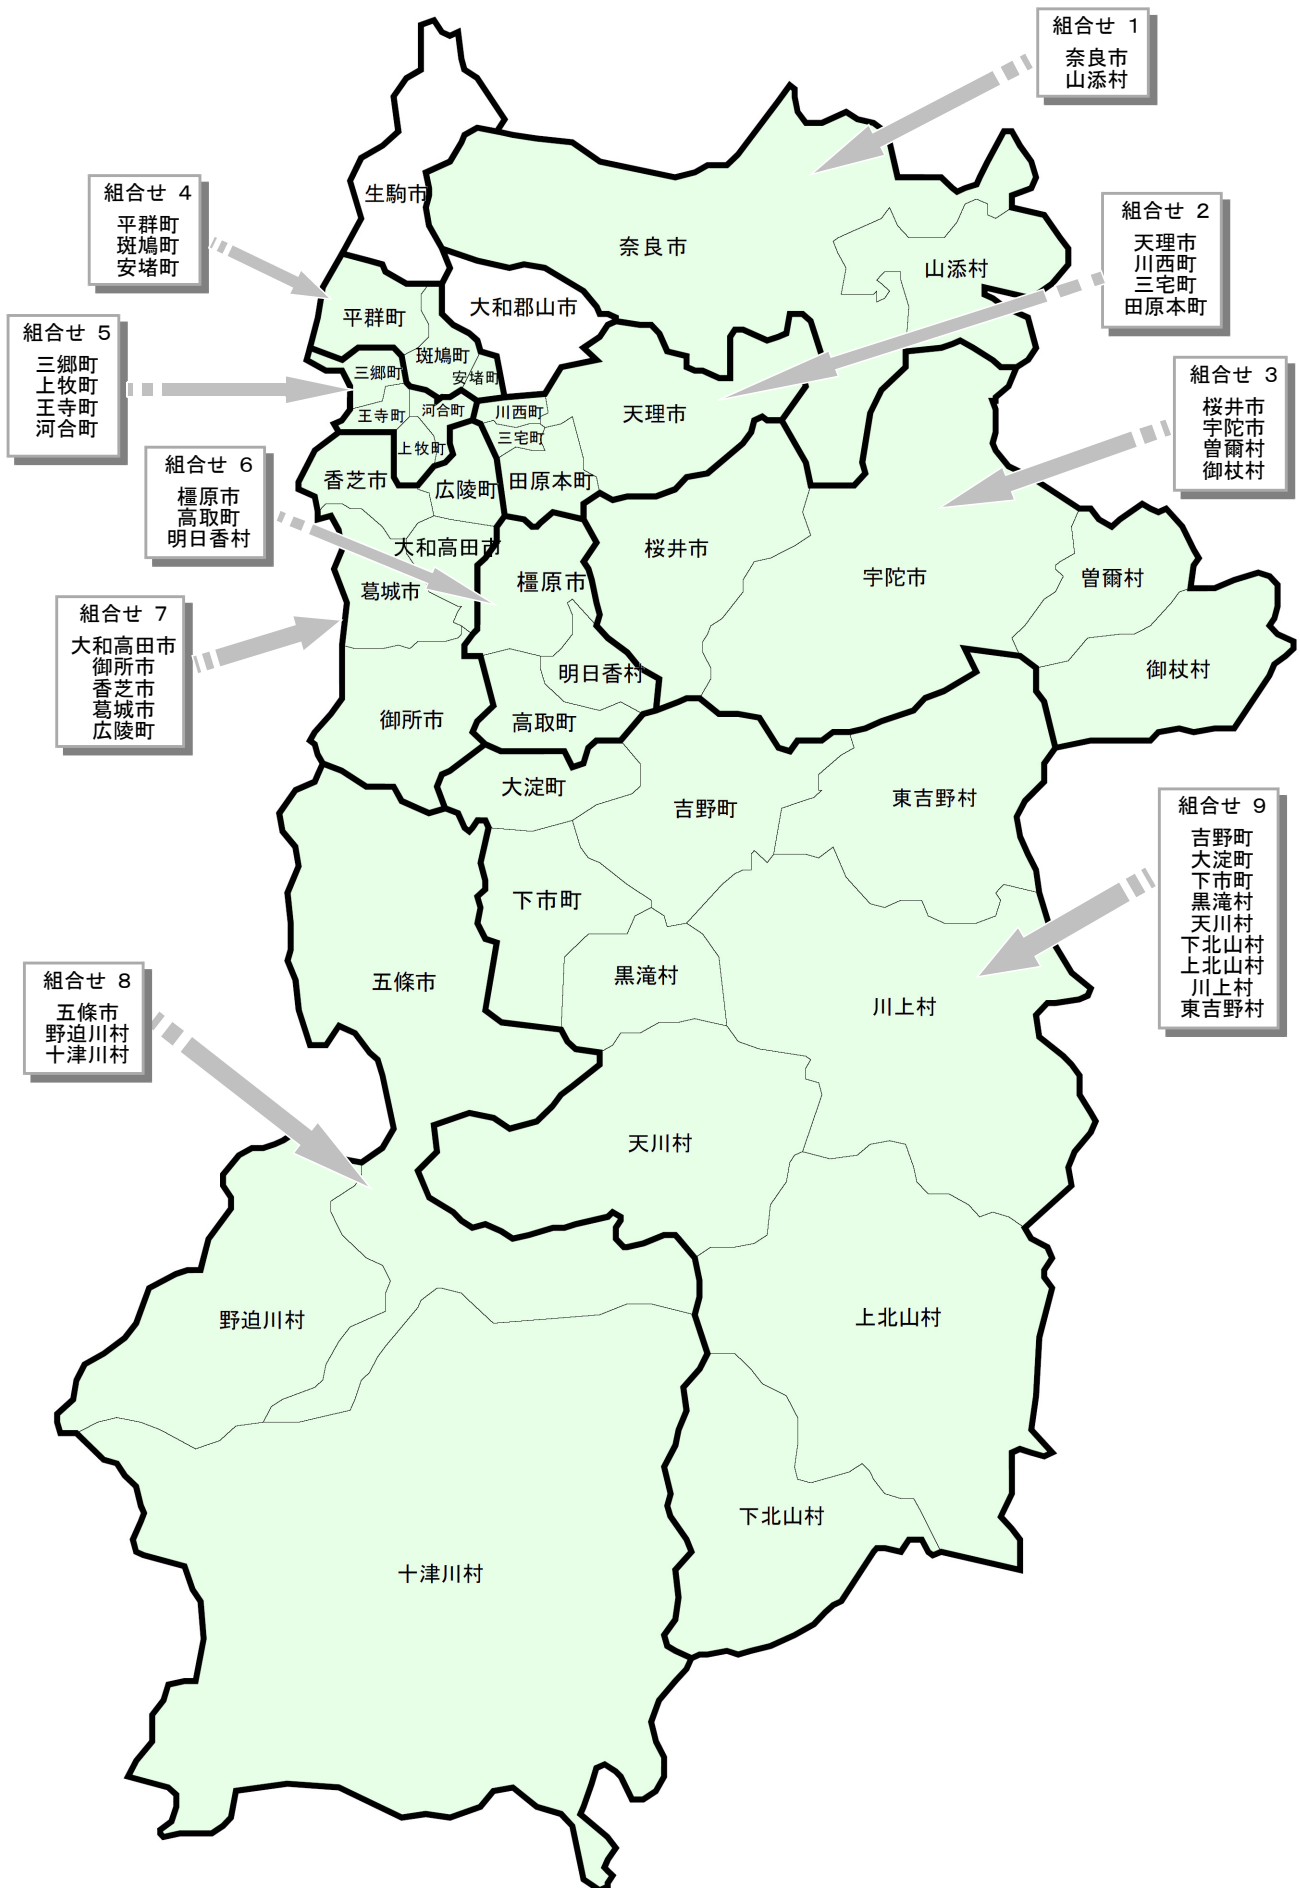 組合せ 1
奈良市
山添村
組合せ 4
平群町
斑鳩町
安堵町
生駒市
組合せ 2
天理市
川西町
三宅町
田原本町
奈良市
山添村
大和郡山市
平群町
組合せ 5
三郷町
上牧町
王寺町
河合町
斑鳩町
安堵町
三郷町
組合せ 3
桜井市
宇陀市
曽爾村
御杖村
王寺町
河合町
川西町
天理市
三宅町
上牧町
組合せ 6
橿原市
高取町
明日香村
香芝市
広陵町
田原本町
大和高田市
桜井市
葛城市
橿原市
宇陀市
曽爾村
組合せ 7
大和高田市
御所市
香芝市
葛城市
広陵町
明日香村
御杖村
御所市
高取町
大淀町
吉野町
東吉野村
組合せ 9
吉野町
大淀町
下市町
黒滝村
天川村
下北山村
上北山村
川上村
東吉野村
下市町
黒滝村
五條市
川上村
組合せ 8
五條市
野迫川村
十津川村
天川村
野迫川村
上北山村
下北山村
十津川村